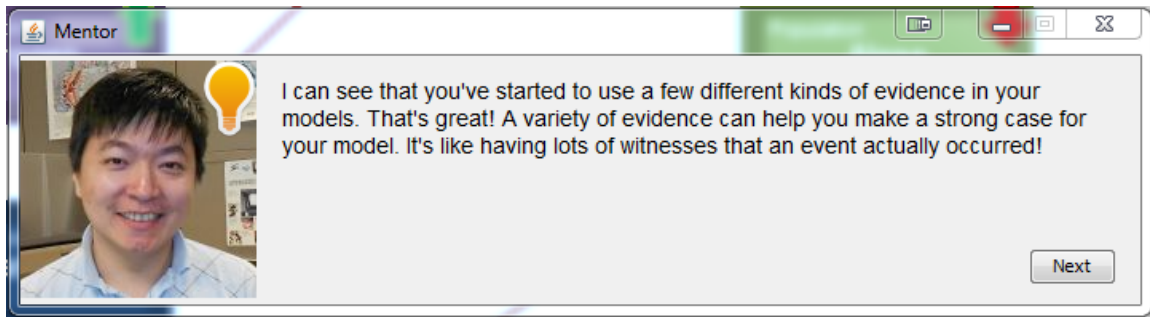 Mentor
I can see that you've started to use a few different kinds of evidence in your
models. That's great! A variety of evidence can help you make a strong case for
your model. It's like having lots of witnesses that an event actually occurred!
Next